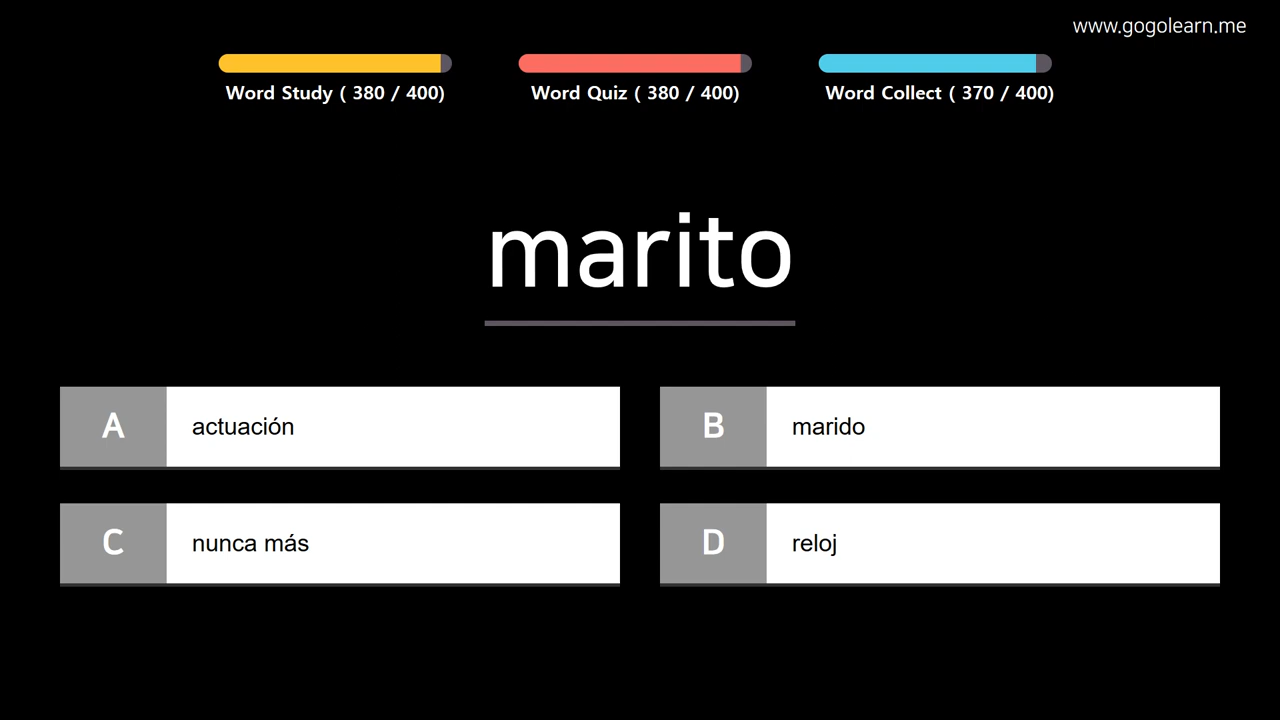 www.gogolearn.me
Word Study ( 380 / 400)
Word Quiz ( 380 / 400)
Word Collect ( 370 / 400)
marito
A
actuación
B
marido
C
nunca más
D
reloj